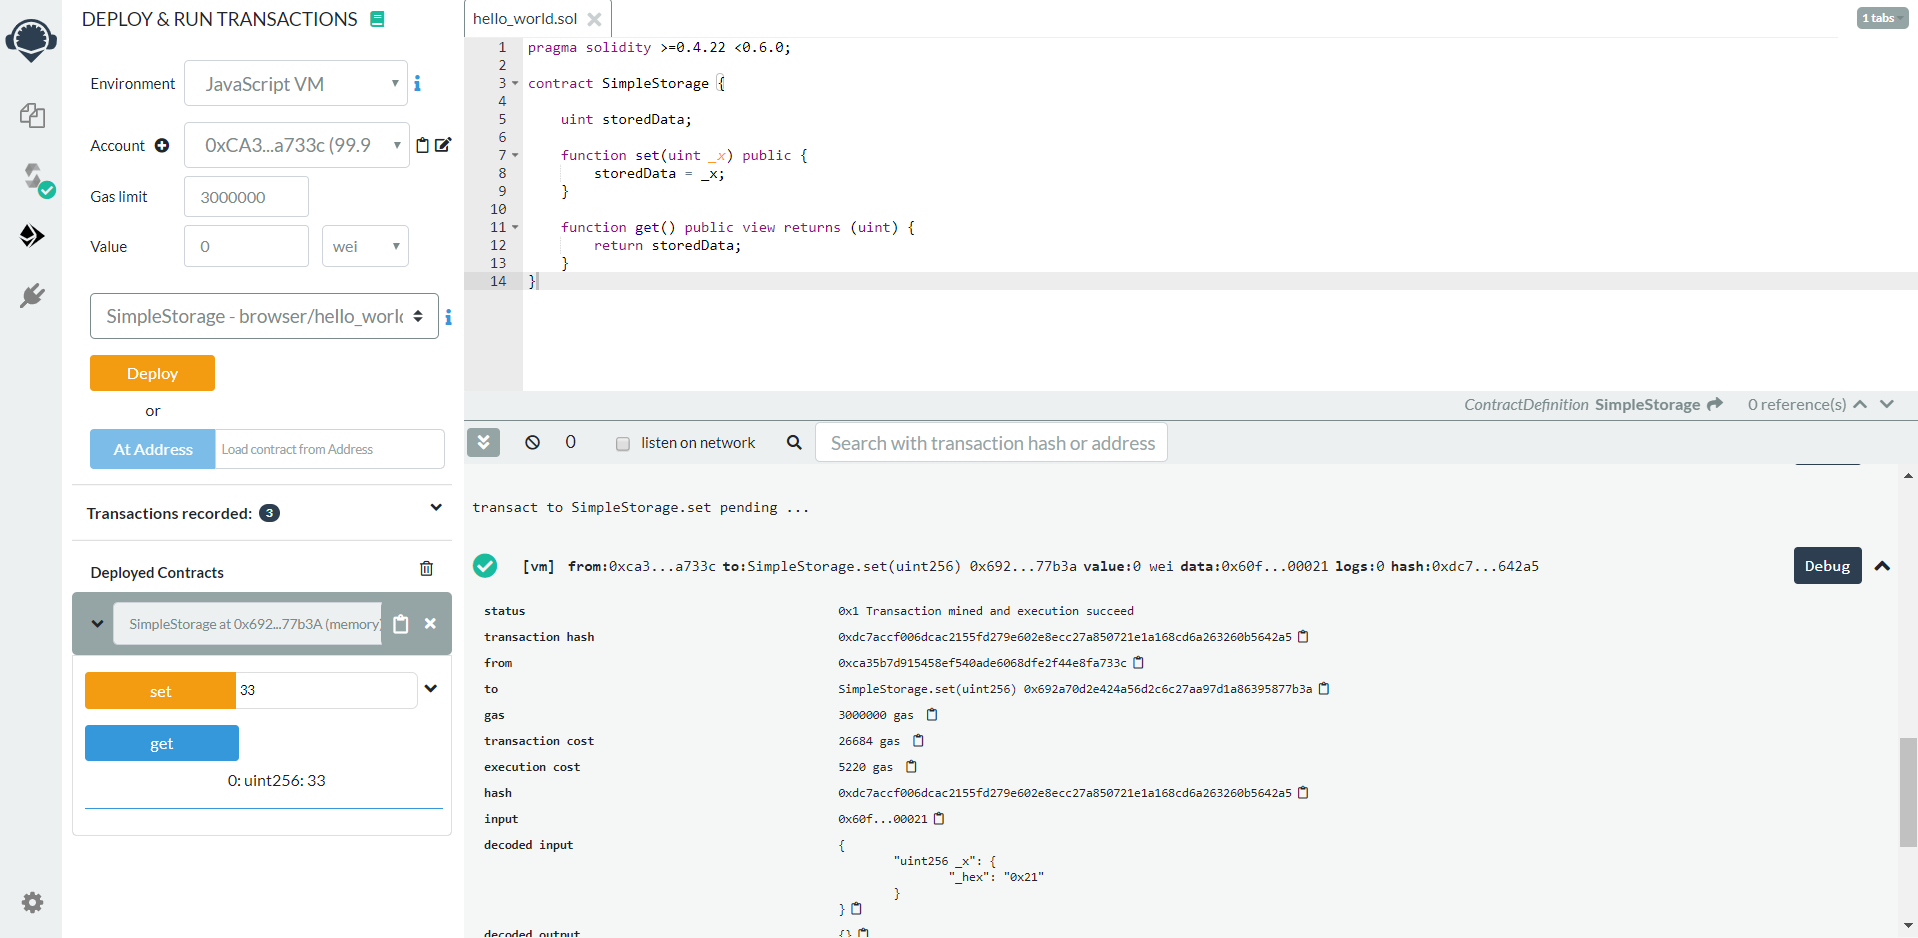 DEPLOY & RUN TRANSACTIONS
Environment
JavaScript VM
Account
0xCA3...a733c (99.9
Gas limit
3000000
Value
0
wei
SimpleStorage - browser/hello_worl
Deploy
or
At Address
Load contract from Address
Transactions recorded: 3
Deployed Contracts
SimpleStorage at 0x692...77b3A (memory)
set
33
get
0: uint256: 33
hello_world.sol
1 tabs
1 pragma solidity >=0.4.22 <0.6.0;
2
3 contract SimpleStorage {
4
5 uint storedData;
6
7 function set(uint _x) public {
8 storedData = _x;
9 }
10
11 function get() public view returns (uint) {
12 return storedData;
13 }
14 }
ContractDefinition SimpleStorage
0 reference(s)
0
listen on network
Search with transaction hash or address
transact to SimpleStorage.set pending ...
[vm] from:0xca3...a733c to:SimpleStorage.set(uint256) 0x692...77b3a value:0 wei data:0x60f...00021 logs:0 hash:0xdc7...642a5
Debug
status 0x1 Transaction mined and execution succeed
transaction hash 0xdc7accf006dcac2155fd279e602e8ecc27a850721e1a168cd6a263260b5642a5
from 0xca35b7d915458ef540ade6068dfe2f44e8fa733c
to SimpleStorage.set(uint256) 0x692a70d2e424a56d2c6c27aa97d1a86395877b3a
gas 3000000 gas
transaction cost 26684 gas
execution cost 5220 gas
hash 0xdc7accf006dcac2155fd279e602e8ecc27a850721e1a168cd6a263260b5642a5
input 0x60f...00021
decoded input {
"uint256 _x": {
"_hex": "0x21"
}
}
decoded output {}